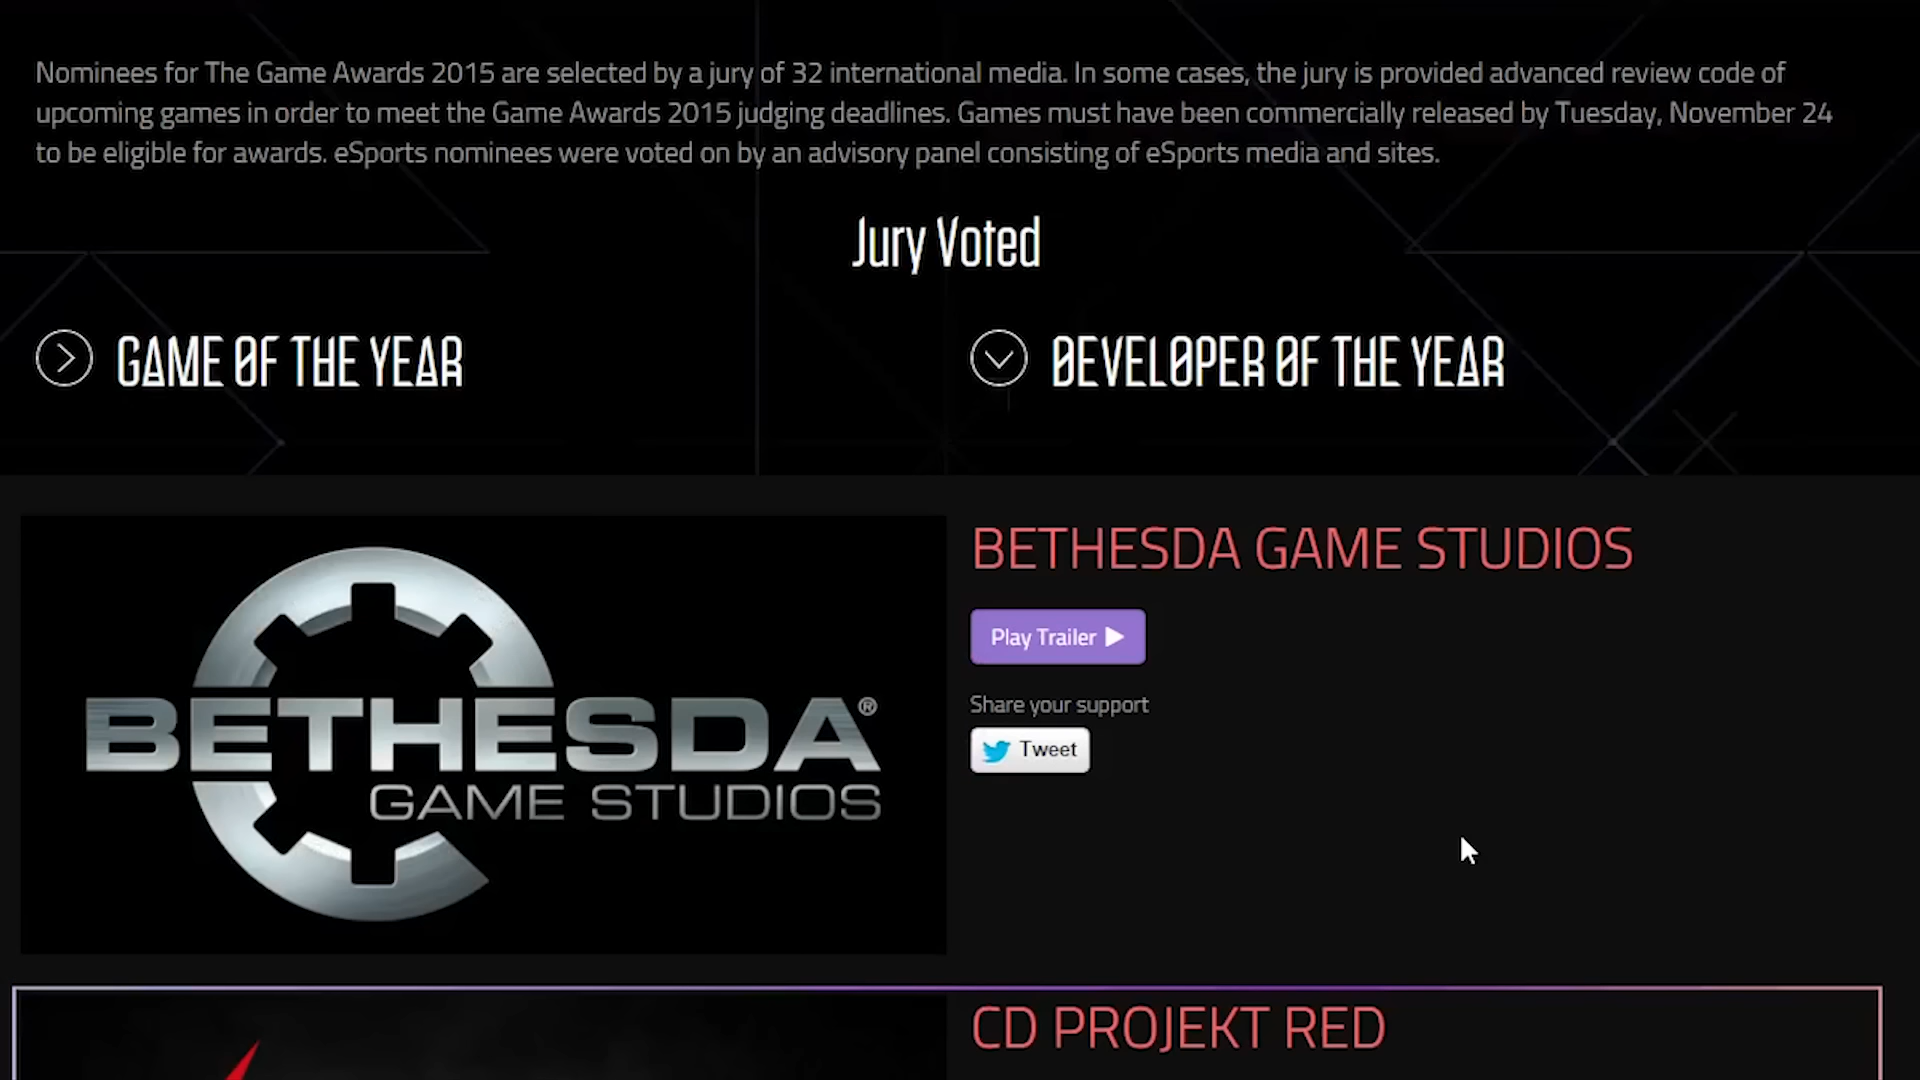 Nominees for The Game Awards 2015 are selected by a jury of 32 international media. In some cases, the jury is provided advanced review code of
upcoming games in order to meet the Game Awards 2015 judging deadlines. Games must have been commercially released by Tuesday, November 24
to be eligible for awards. eSports nominees were voted on by an advisory panel consisting of eSports media and sites.
Jury Voted
GAME OF THE YEAR
DEVELOPER OF THE YEAR
BETHESDA®
GAME STUDIOS
BETHESDA GAME STUDIOS
Play Trailer
Share your support
Tweet
CD PROJEKT RED